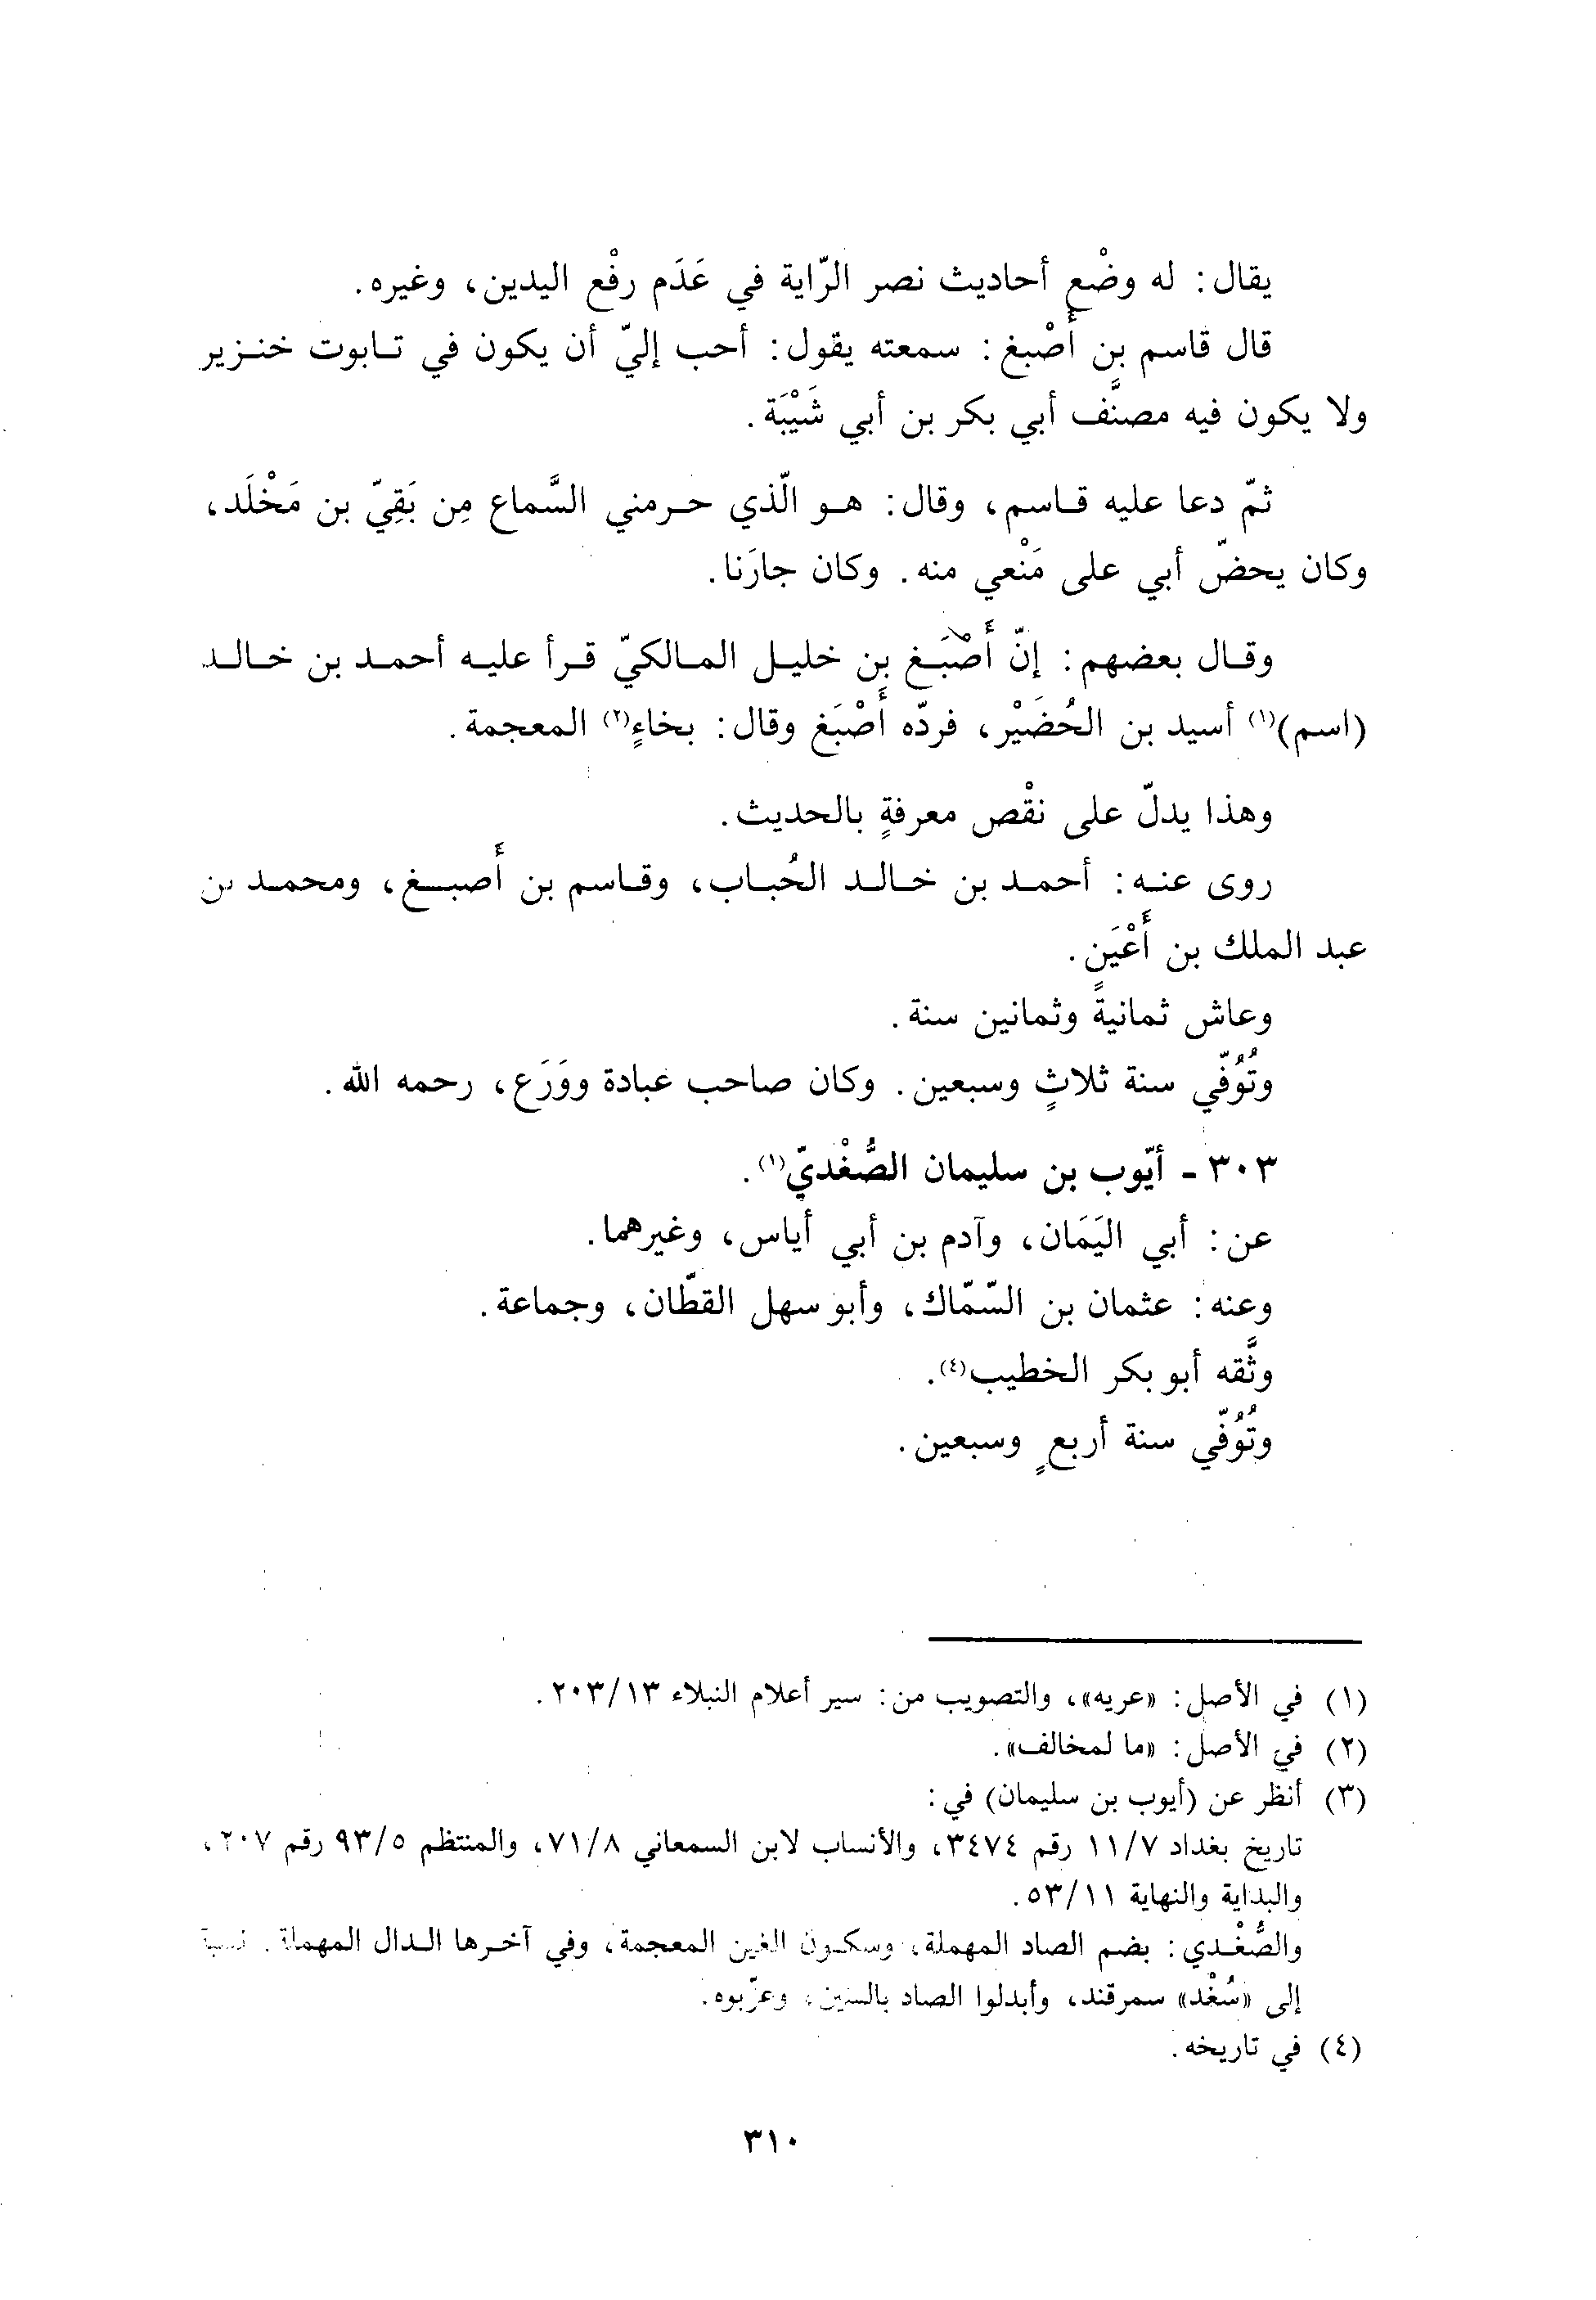 يقال: له وضْع أحاديث نصر الرّاية في عَدَم رفْع اليدين، وغيره.
قال قاسم بن أَصْبغ: سمعته يقول: أحب إليّ أن يكون في تـابوت خنـزير
ولا يكون فيه مصنَّف أبي بكر بن أبي شَيْبَة.
ثمّ دعا عليه قـاسم، وقال: هـو الّذي حـرمني السَّماع مِن بَقِيّ بن مَخْلَد،
وكان يحضّ أبي على مَنْعي منه. وكان جارَنا.
وقـال بعضهم: إنّ أَصْبَـغ بن خليـل المـالكيّ قـرأ عليـه أحمـد بن خـالـد
(اسم)(١) أسيد بن الحُضَيْر، فردّه أَصْبَغ وقال: بخاءٍ(٢) المعجمة.
وهذا يدلّ على نقْص معرفةٍ بالحديث.
روى عنـه: أحمـد بن خـالـد الحُبـاب، وقـاسم بن أَصبـغ، ومحمـد بن
عبد الملك بن أَعْيَن.
وعاش ثمانيةً وثمانين سنة.
وتُوُفّي سنة ثلاثٍ وسبعين. وكان صاحب عبادة ووَرَع، رحمه الله.
٣٠٣ - أيّوب بن سليمان الصُّغْديّ(١).
عن: أبي اليَمَان، وآدم بن أبي أياس، وغيرهما.
وعنه: عثمان بن السّمّاك، وأبو سهل القطّان، وجماعة.
وثَّقه أبو بكر الخطيب(٤).
وتُوُفّي سنة أربعٍ وسبعين.
(١) في الأصل: «عريه»، والتصويب من: سير أعلام النبلاء ٢٠٣/١٣.
(٢) في الأصل: «ما لمخالف».
(٣) أنظر عن (أيوب بن سليمان) في:
تاريخ بغداد ١١/٧ رقم ٣٤٧٤، والأنساب لابن السمعاني ٧١/٨، والمنتظم ٩٣/٥ رقم ٢٠٧،
والبداية والنهاية ٥٣/١١.
والصُّغْـدي: بضم الصاد المهملة، وسكـون الغين المعجمة، وفي آخـرها الـدال المهملة. نسبة
إلى «سُغْد» سمرقند، وأبدلوا الصاد بالسين، وعرّبوه.
(٤) في تاريخه.
٣١٠